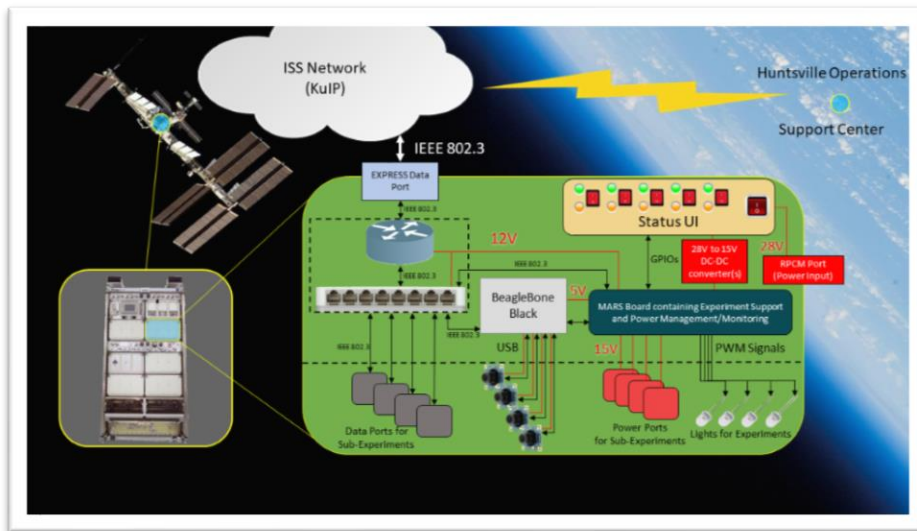 ISS Network
(KuIP)
Huntsville Operations
Support Center
IEEE 802.3
EXPRESS Data
Port
IEEE 802.3
Status UI
12V
28V
GPIOs
28V to 15V
DC-DC
converter(s)
RPCM Port
(Power Input)
IEEE 802.3
IEEE 802.3
BeagleBone
Black
5V
MARS Board containing Experiment Support
and Power Management/Monitoring
IEEE 802.3
IEEE 802.3
USB
15V
PWM Signals
Data Ports for
Sub-Experiments
Power Ports
for Sub-Experiments
Lights for Experiments